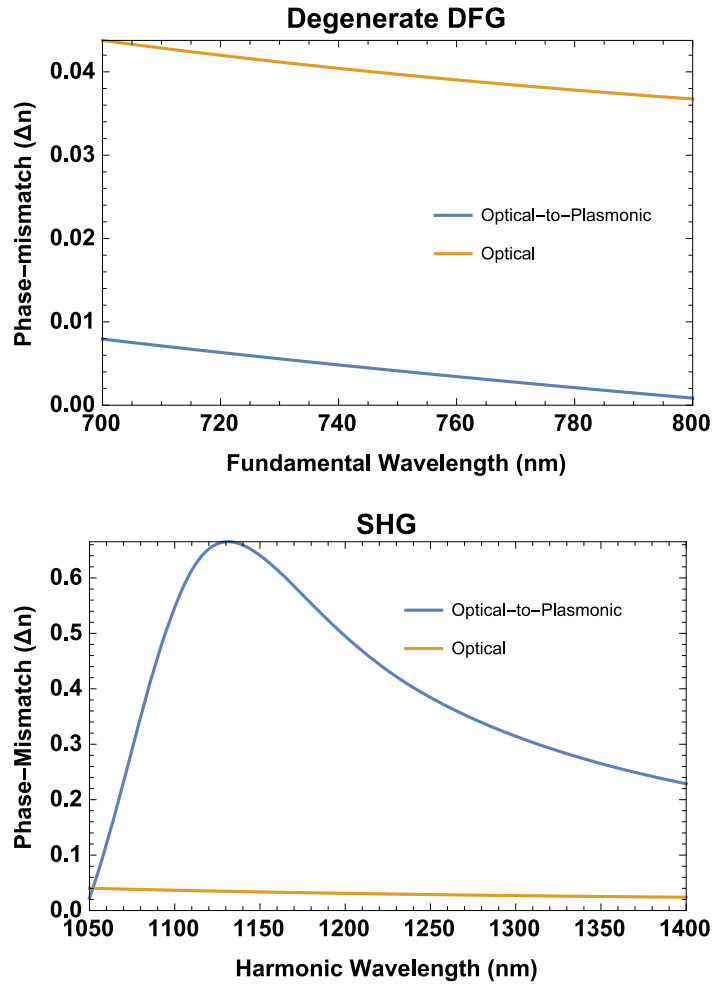 Degenerate DFG
Phase−mismatch (Δn)
0.04
0.03
0.02
0.01
0.00
Optical−to−Plasmonic
Optical
700
720
740
760
780
800
Fundamental Wavelength (nm)
SHG
Phase−Mismatch (Δn)
0.6
0.5
0.4
0.3
0.2
0.1
0.0
Optical−to−Plasmonic
Optical
1050
1100
1150
1200
1250
1300
1350
1400
Harmonic Wavelength (nm)